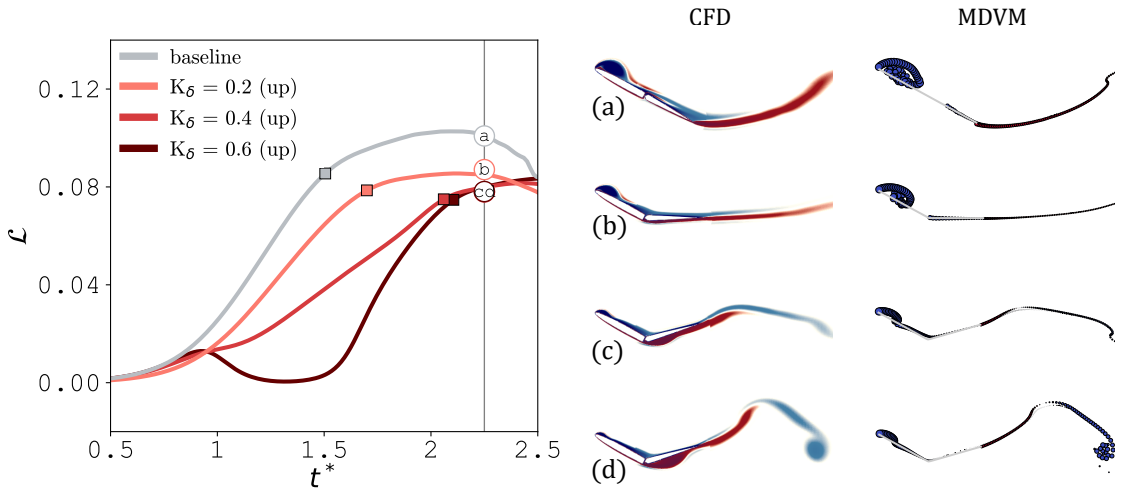 CFD
MDVM
baseline
K_δ = 0.2 (up)
K_δ = 0.4 (up)
K_δ = 0.6 (up)
0.12
0.08
0.04
0.00
ℒ
a
b
cd
0.5
1
1.5
2
2.5
t*
(a)
(b)
(c)
(d)